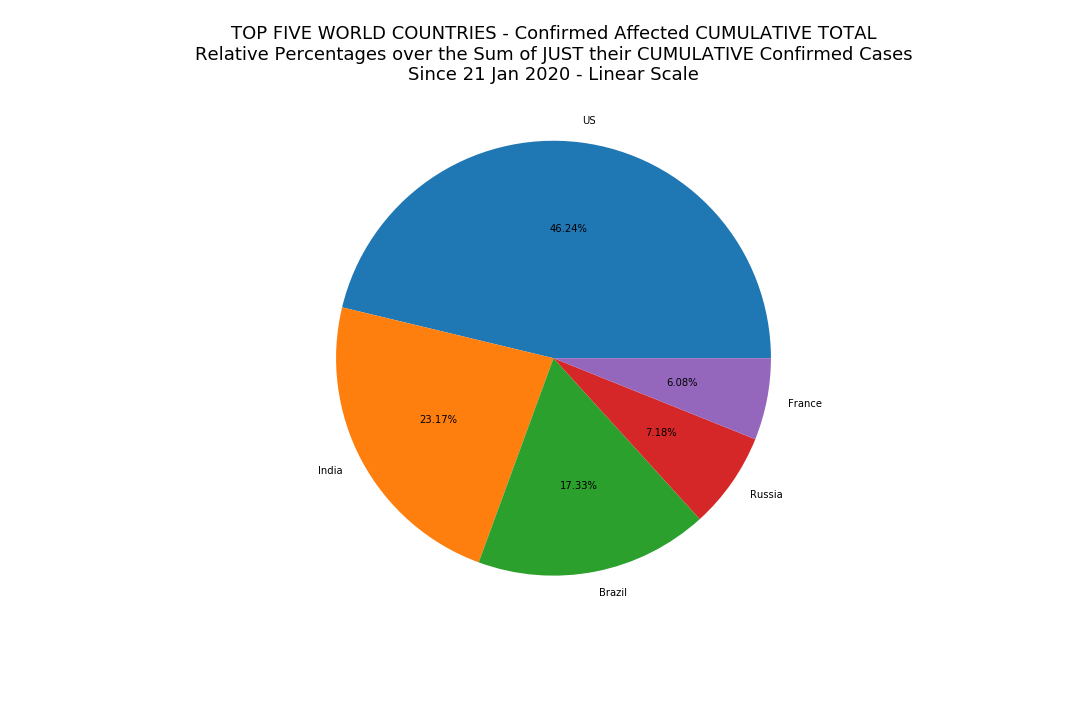 TOP FIVE WORLD COUNTRIES - Confirmed Affected CUMULATIVE TOTAL
Relative Percentages over the Sum of JUST their CUMULATIVE Confirmed Cases
Since 21 Jan 2020 - Linear Scale
US
46.24%
6.08%
France
23.17%
7.18%
India
17.33%
Russia
Brazil